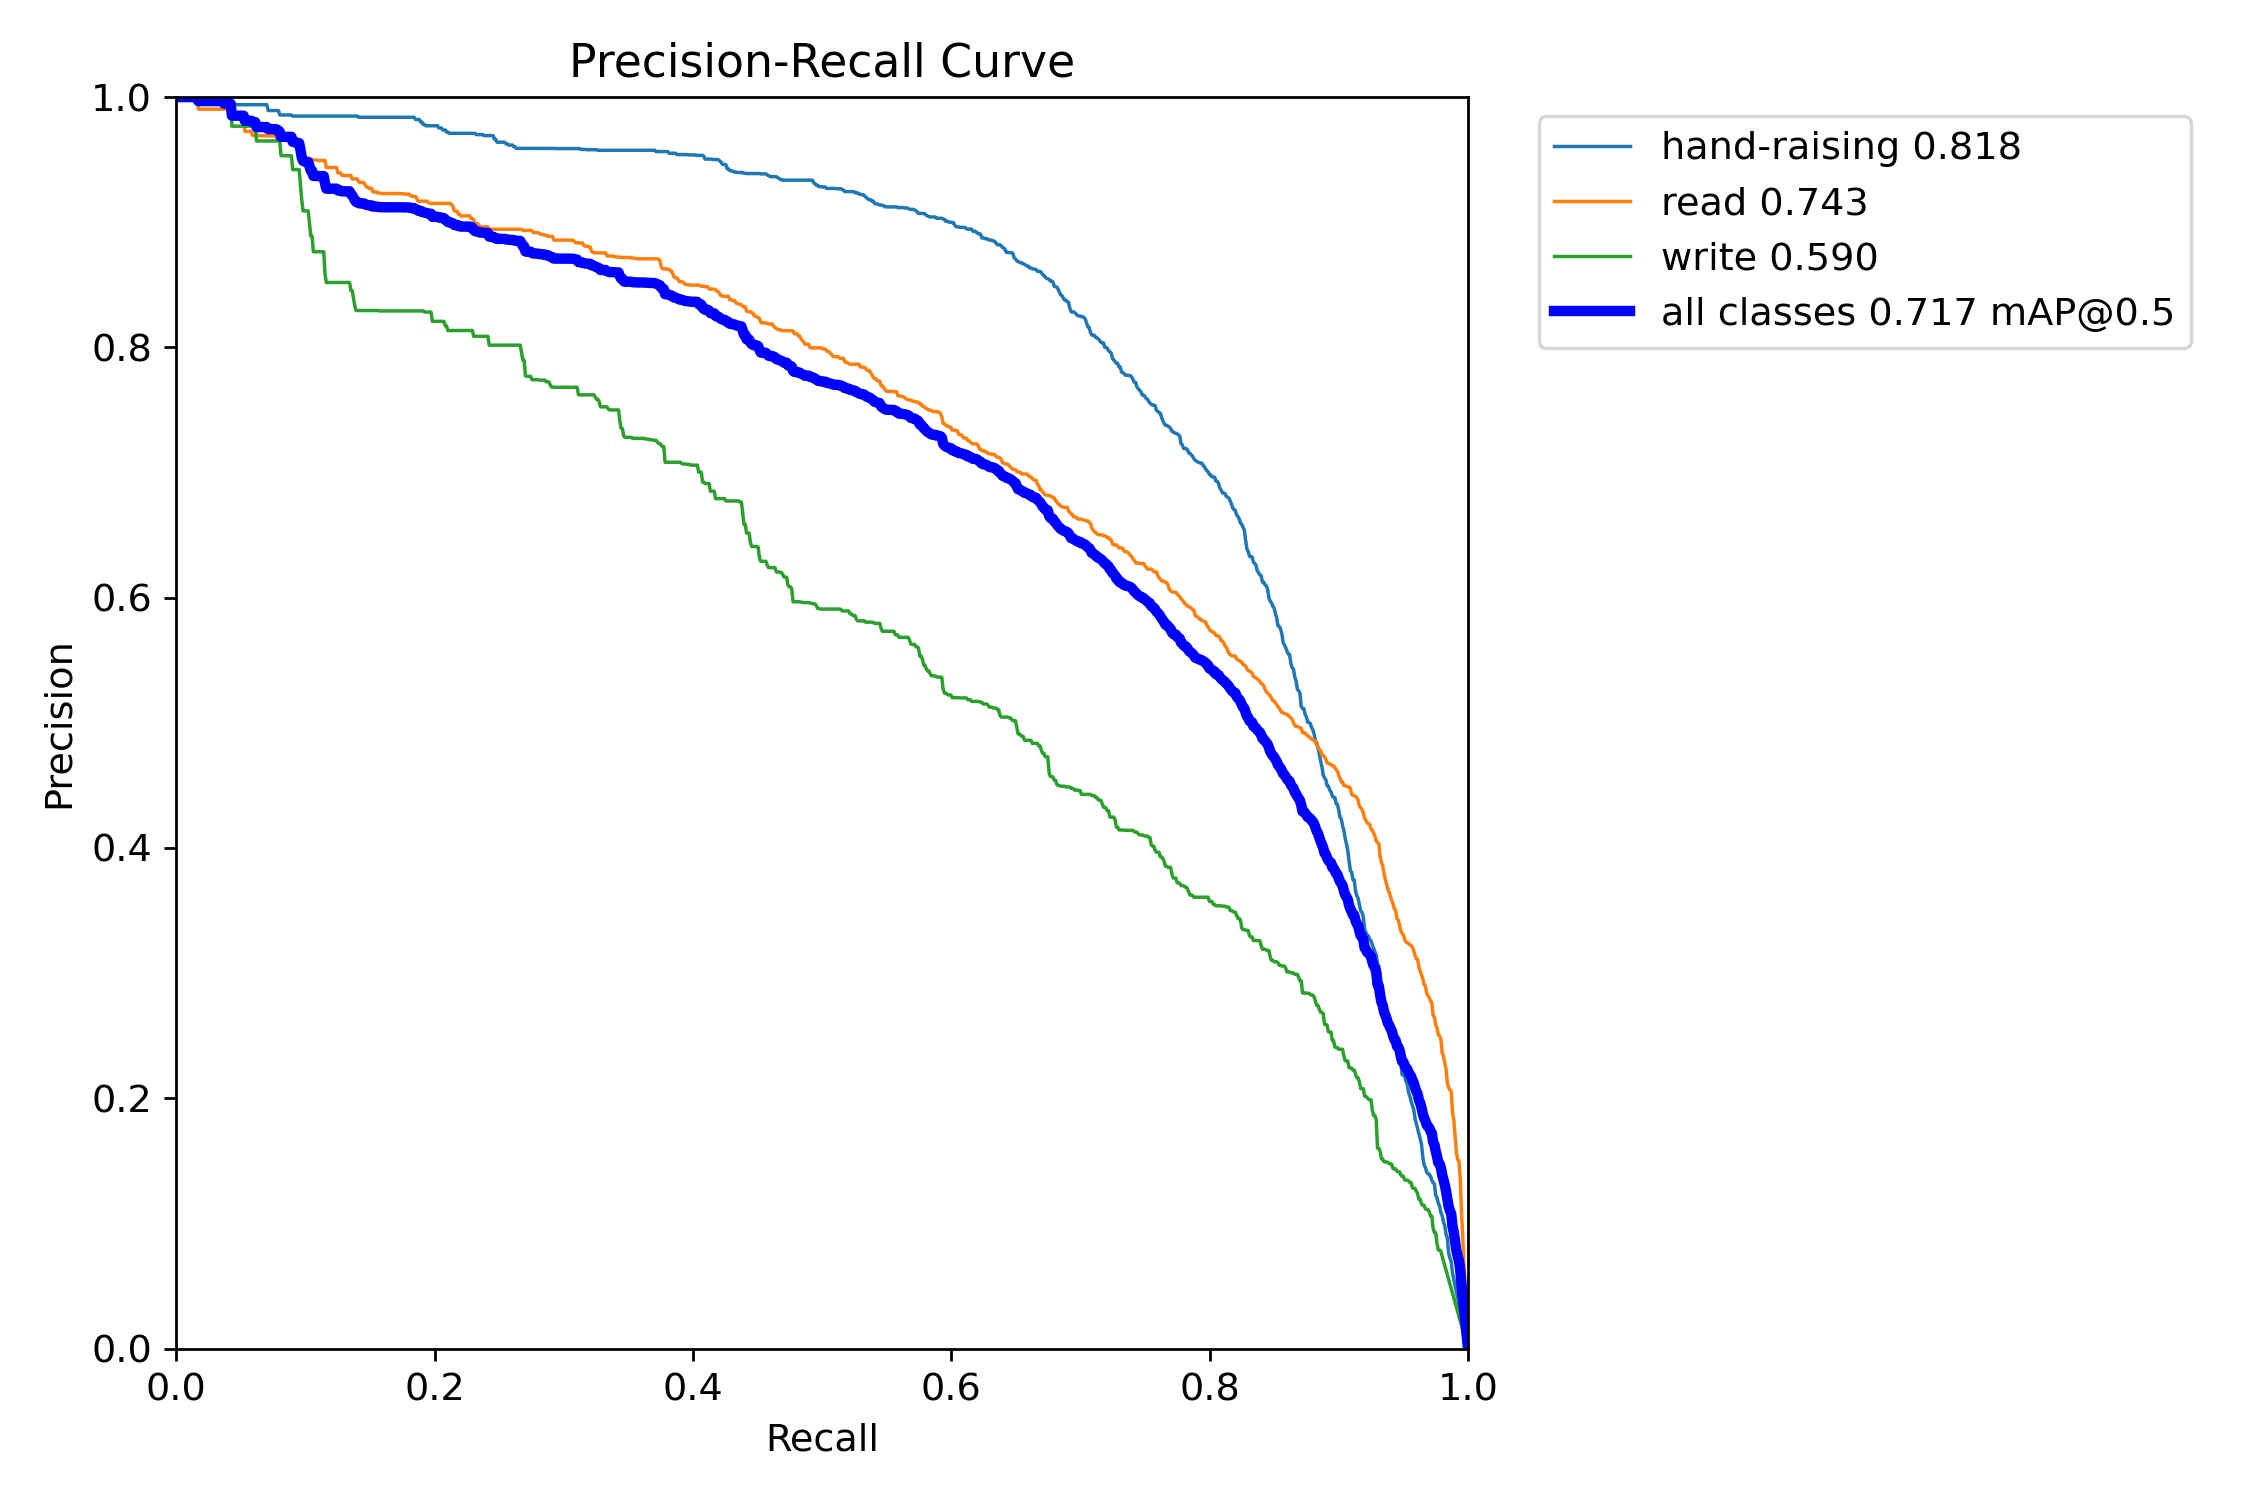 Precision-Recall Curve
1.0
0.8
0.6
0.4
0.2
0.0
Precision
0.0 0.2 0.4 0.6 0.8 1.0
Recall
hand-raising 0.818
read 0.743
write 0.590
all classes 0.717 mAP@0.5